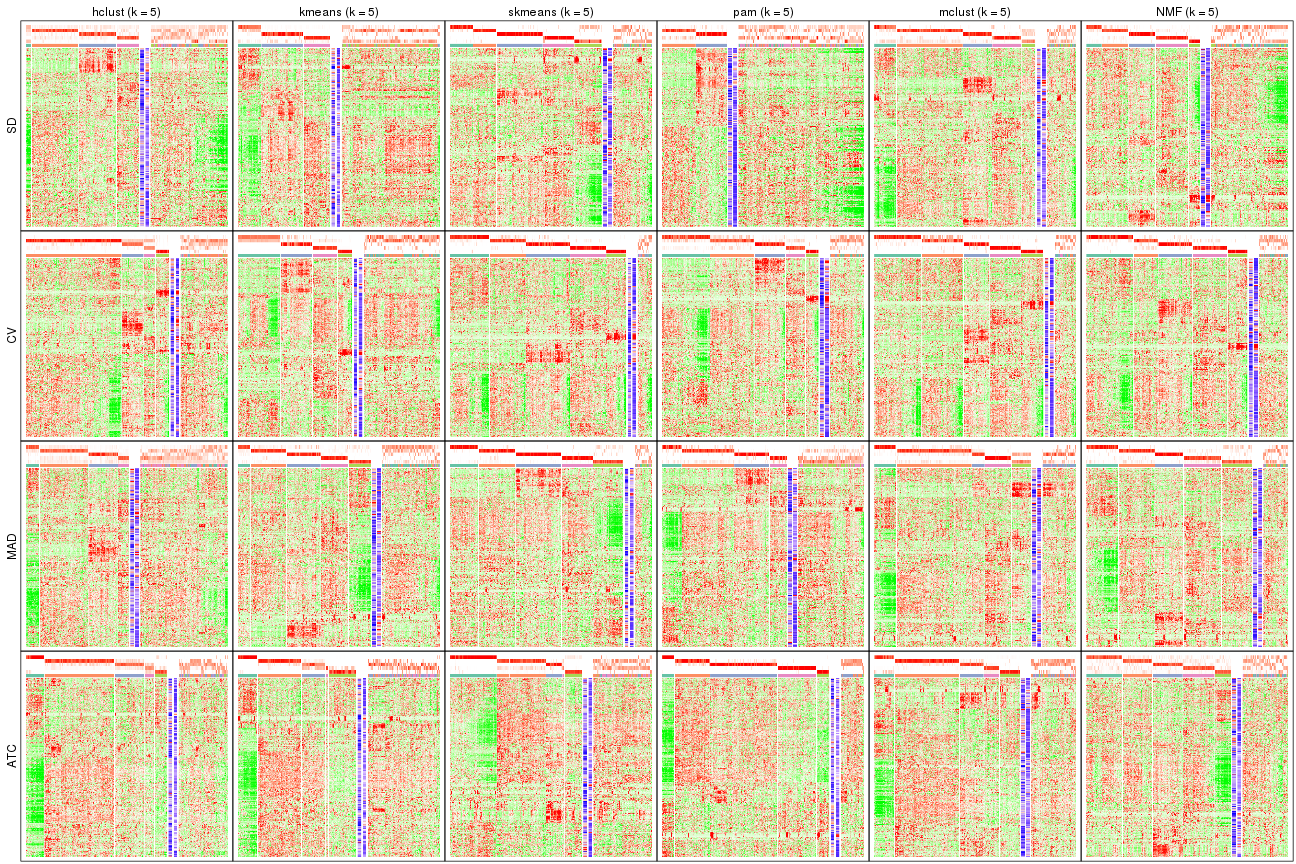 hclust (k = 5) kmeans (k = 5) skmeans (k = 5) pam (k = 5) mclust (k = 5) NMF (k = 5)
SD
CV
MAD
ATC